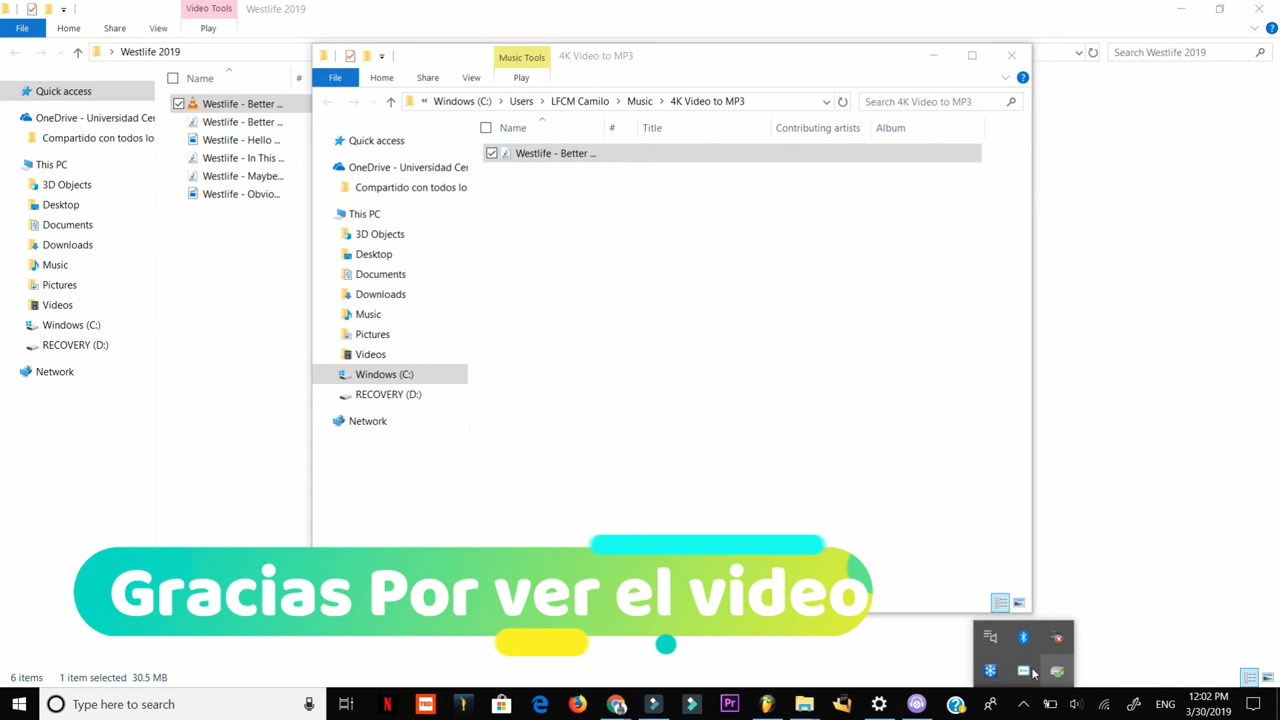 Video Tools
Westlife 2019
File
Home
Share
View
Play
Westlife 2019
Search Westlife 2019
Name
#
Quick access
OneDrive - Universidad Cer
Compartido con todos lo
This PC
3D Objects
Desktop
Documents
Downloads
Music
Pictures
Videos
Windows (C:)
RECOVERY (D:)
Network
Westlife - Better ...
Westlife - Better ...
Westlife - Hello ...
Westlife - In This ...
Westlife - Maybe...
Westlife - Obvio...
Music Tools
4K Video to MP3
File
Home
Share
View
Play
« Windows (C:) > Users > LFCM Camilo > Music > 4K Video to MP3
Search 4K Video to MP3
Name
#
Title
Contributing artists
Album
Quick access
OneDrive - Universidad Cer
Compartido con todos lo
This PC
3D Objects
Desktop
Documents
Downloads
Music
Pictures
Videos
Windows (C:)
RECOVERY (D:)
Network
Westlife - Better ...
Gracias Por ver el video
6 items
1 item selected 30.5 MB
Type here to search
TED
Pr
ENG
12:02 PM
3/30/2019